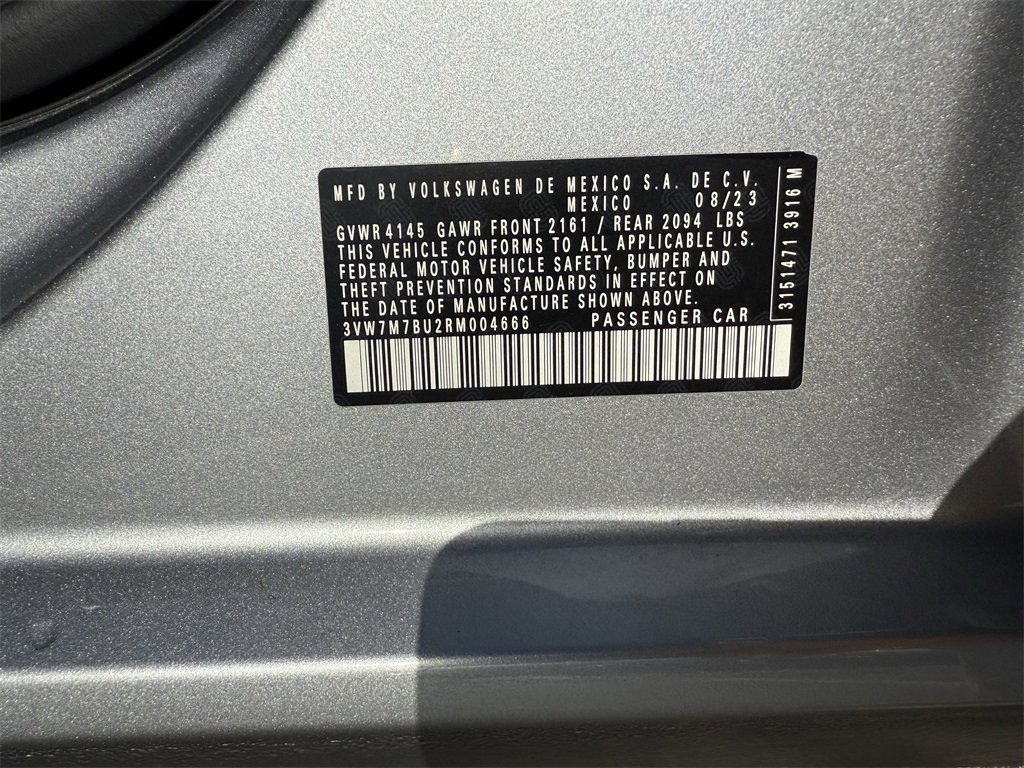 MFD BY VOLKSWAGEN DE MEXICO S.A. DE C.V.
MEXICO 08/23
GVWR 4145 GAWR FRONT 2161 / REAR 2094 LBS
THIS VEHICLE CONFORMS TO ALL APPLICABLE U.S.
FEDERAL MOTOR VEHICLE SAFETY, BUMPER AND
THEFT PREVENTION STANDARDS IN EFFECT ON
THE DATE OF MANUFACTURE SHOWN ABOVE.
3VW7M7BU2RM004666 PASSENGER CAR
3151471 3916 M